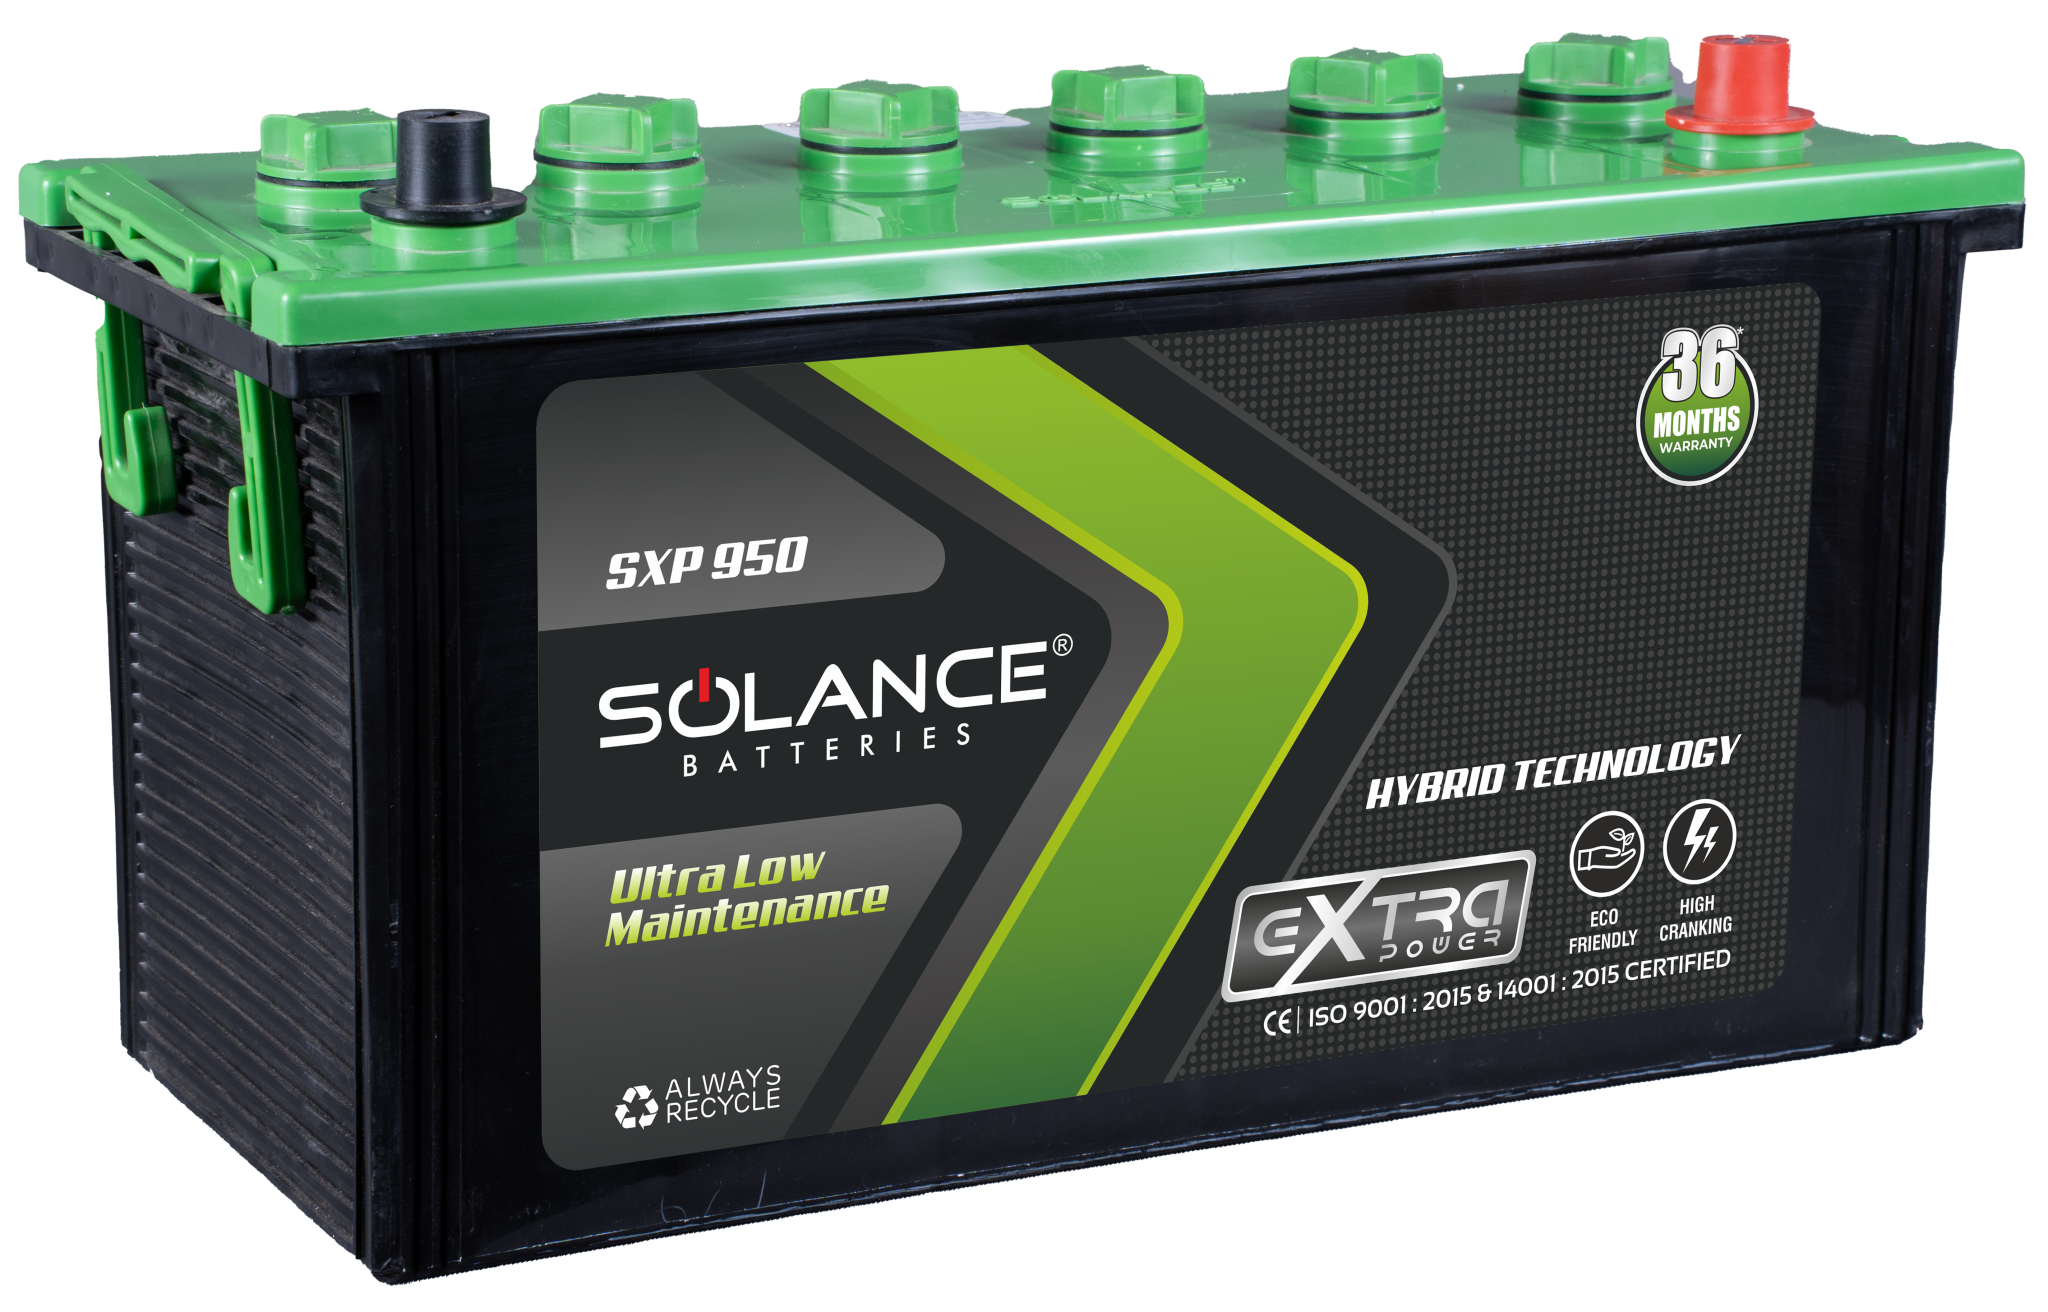 36*
MONTHS
WARRANTY
SXP 950
SOLANCE®
BATTERIES
HYBRID TECHNOLOGY
Ultra Low
Maintenance
EXTRA
POWER
ECO
FRIENDLY
HIGH
CRANKING
CE | ISO 9001 : 2015 & 14001 : 2015 CERTIFIED
ALWAYS
RECYCLE